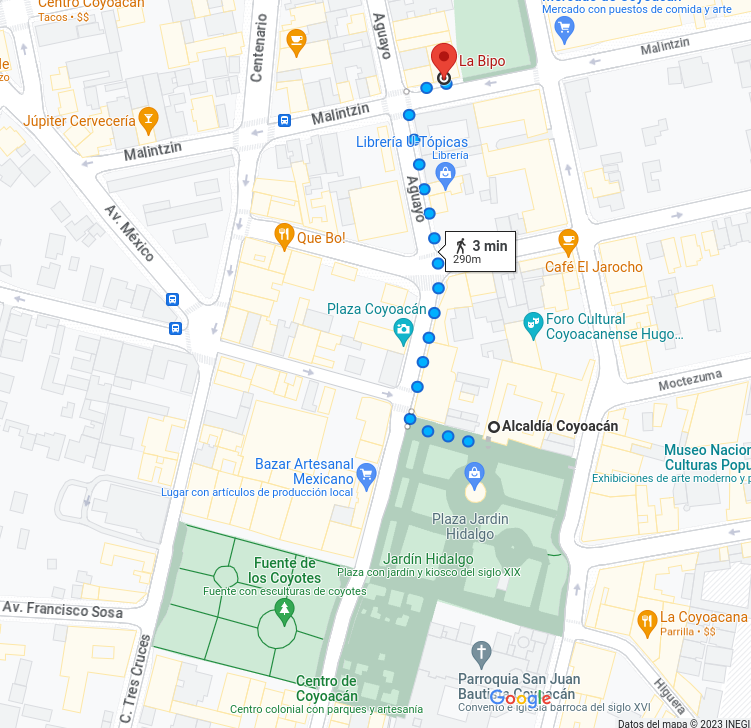 Centro Coyoacán
Tacos • $$
Mercado con puestos de comida y arte
Centenario
Aguayo
Malintzin
La Bipo
Júpiter Cervecería
Malintzin
Malintzin
Librería U-Tópicas
Librería
Aguayo
Av. México
Que Bo!
3 min
290m
Café El Jarocho
Plaza Coyoacán
Foro Cultural
Coyoacanense Hugo...
Moctezuma
Alcaldía Coyoacán
Museo Nacion
Culturas Popu
Exhibiciones de arte moderno y p
Bazar Artesanal
Mexicano
Lugar con artículos de producción local
Plaza Jardin
Hidalgo
Jardín Hidalgo
Plaza con jardín y kiosco del siglo XIX
Fuente de
los Coyotes
Fuente con esculturas de coyotes
Av. Francisco Sosa
C. Tres Cruces
La Coyoacana
Parrilla • $$
Higuera
Centro de
Coyoacán
Centro colonial con parques y artesanía
Parroquia San Juan
Bautista Coyoacán
Convento e iglesia barroca del siglo XVI
Google
Datos del mapa © 2023 INEGI